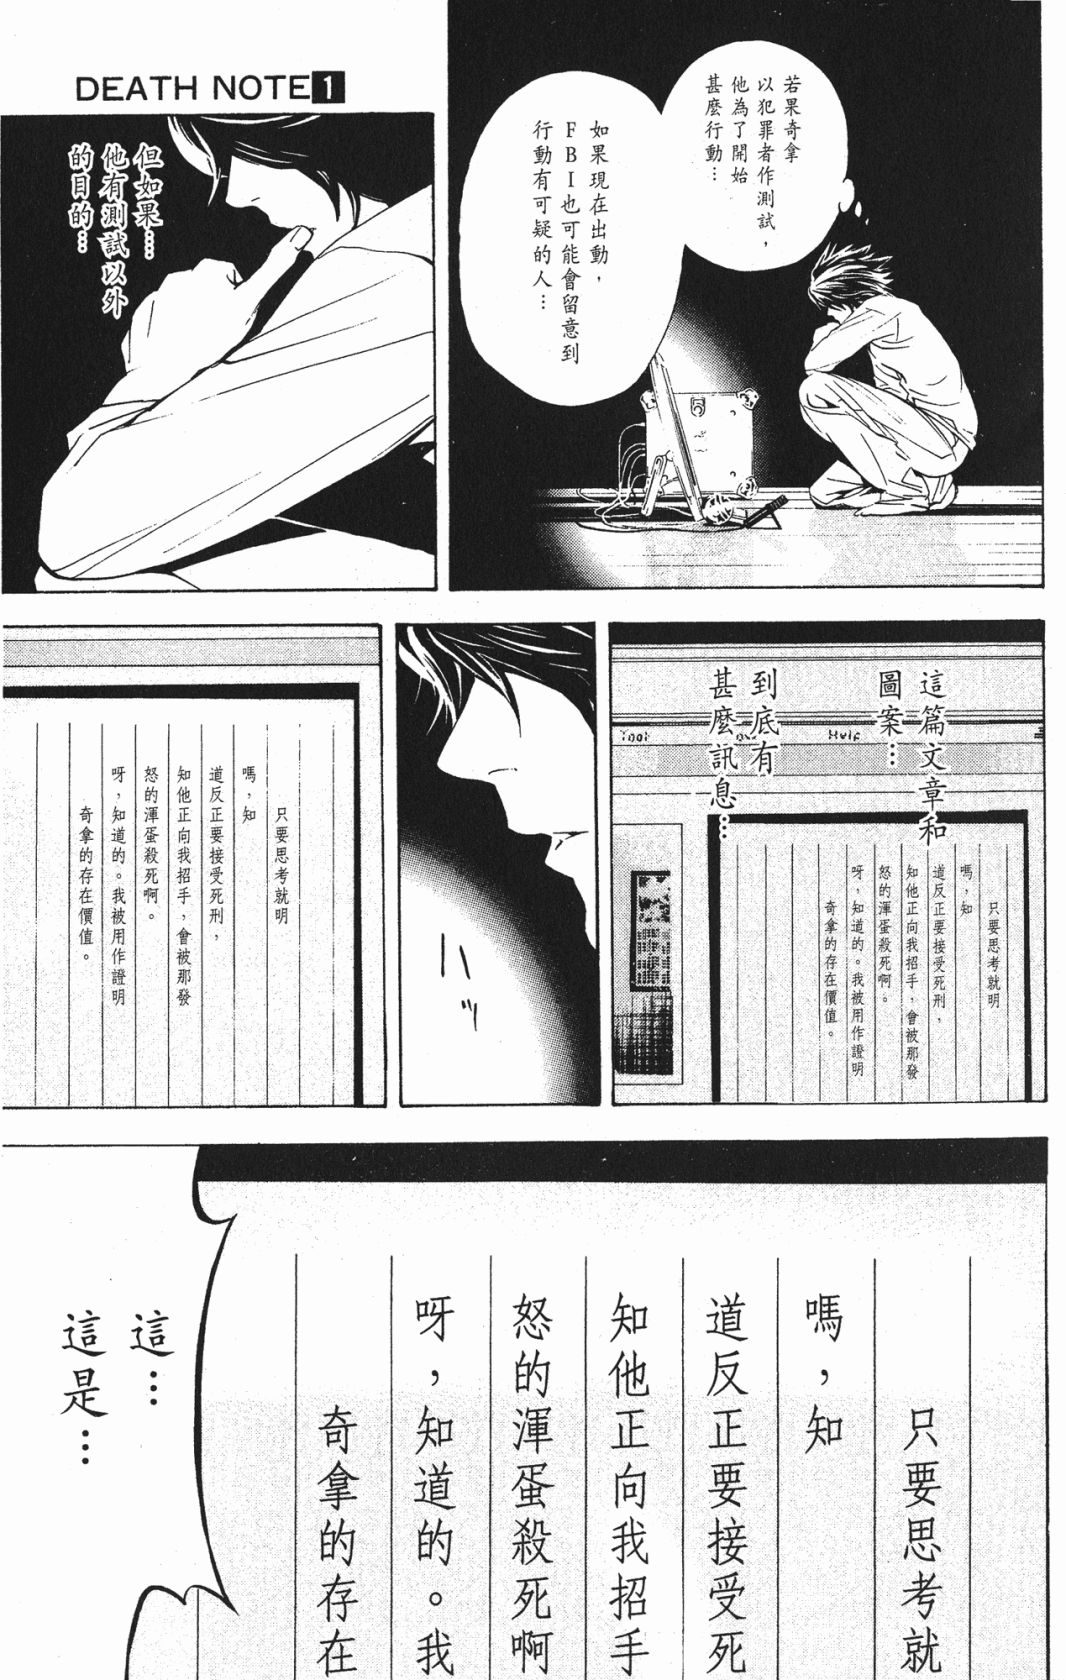 DEATH NOTE 1
若果奇拿
以犯罪者作測試，
他為了開始
甚麼行動…
如果現在出動，
FBI也可能會留意到
行動有可疑的人…
但如果…
他有測試以外
的目的…
這篇文章和
圖案…
到底有
甚麼訊息…
Tool
Help
只要思考就明
嗎，知
道反正要接受死刑，
知他正向我招手，會被那發
怒的渾蛋殺死啊。
呀，知道的。我被用作證明
奇拿的存在價值。
ハッ
只要思考就明
嗎，知
道反正要接受死刑，
知他正向我招手，會被那發
怒的渾蛋殺死啊。
呀，知道的。我被用作證明
奇拿的存在價值。
只要思考就
嗎，知
道反正要接受死
知他正向我招手
怒的渾蛋殺死啊
呀，知道的。我
奇拿的存在
這…
這是…